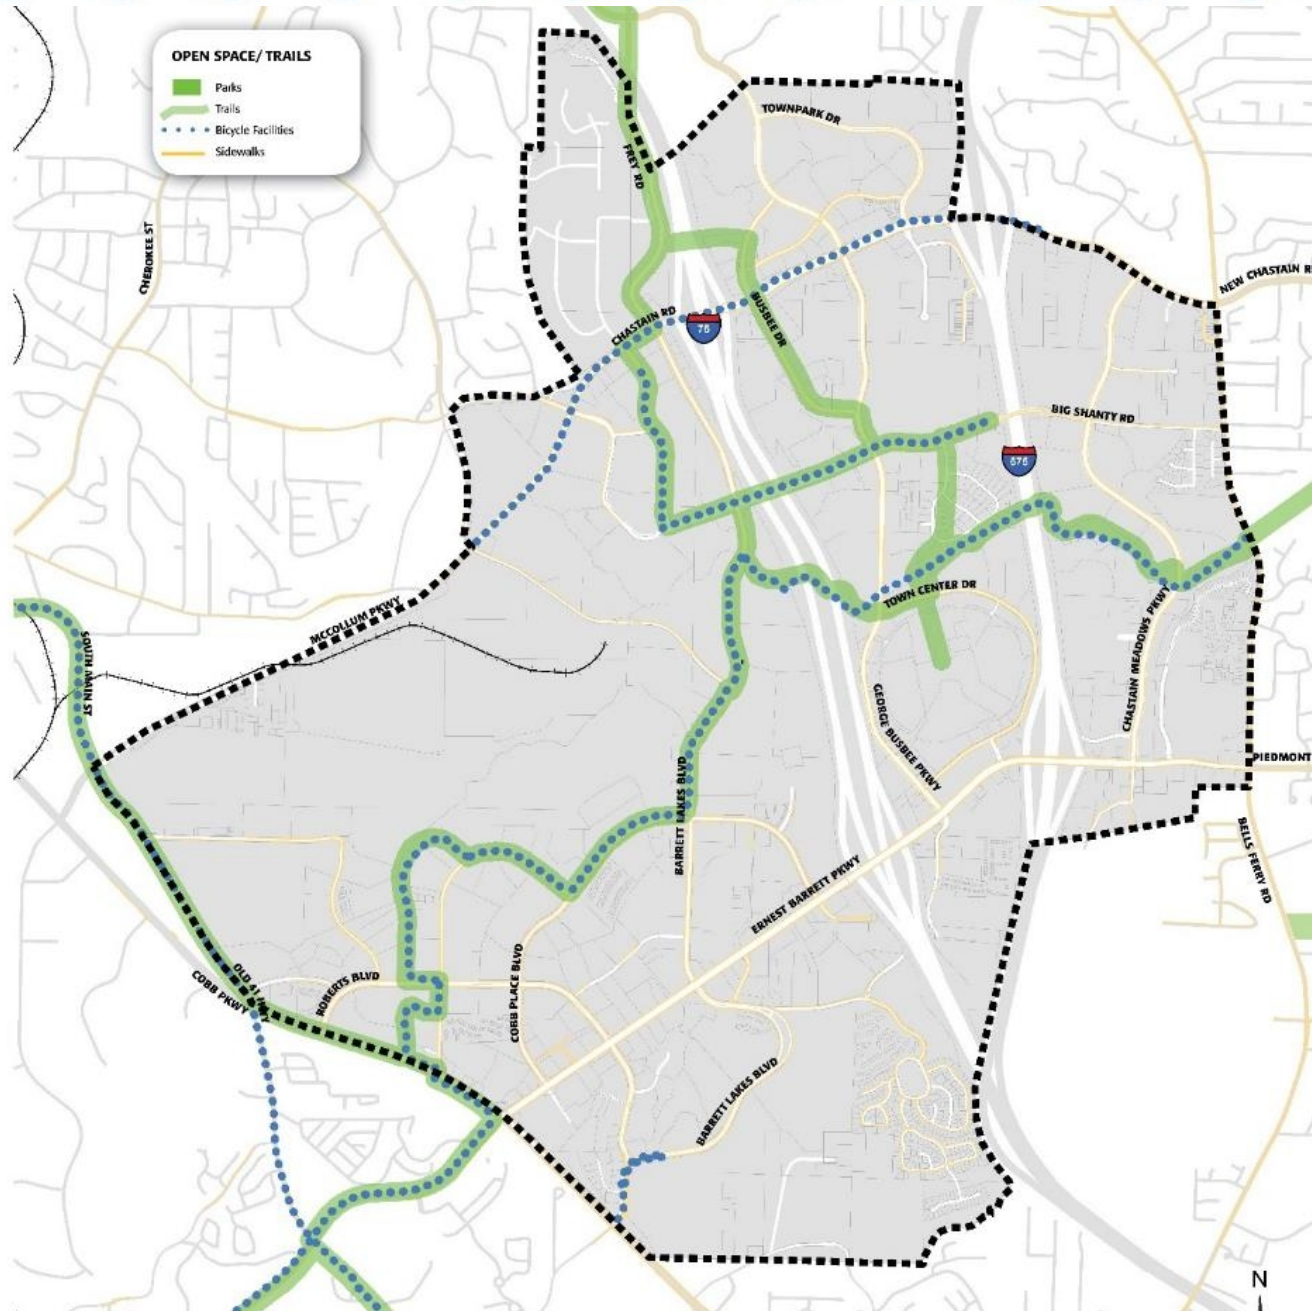 OPEN SPACE/ TRAILS
Parks
Trails
Bicycle Facilities
Sidewalks
TOWNPARK DR
FREY RD
CHEROKEE ST
NEW CHASTAIN R
CHASTAIN RD
75
BUSBEE DR
BIG SHANTY RD
575
TOWN CENTER DR
MCCOLLUM PKWY
SOUTH MAIN ST
CHASTAIN MEADOWS PKWY
GEORGE BUSBEE PKWY
PIEDMONT
BARRETT LAKES BLVD
BELLS FERRY RD
ERNEST BARRETT PKWY
COBB PKWY
OLD 41 HWY
ROBERTS BLVD
COBB PLACE BLVD
BARRETT LAKES BLVD
N